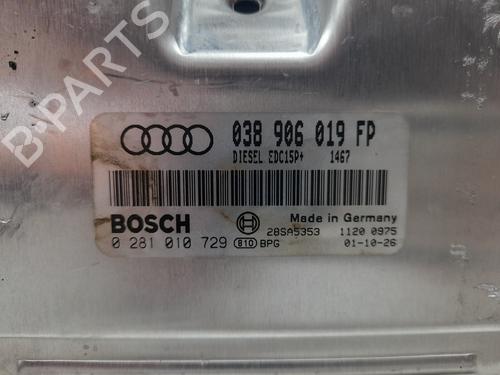 B-PARTS
038 906 019 FP
DIESEL EDC15P+ 1467
BOSCH
Made in Germany
0 281 010 729 810 BPG
28SA5353 1120 0975
01-10-26